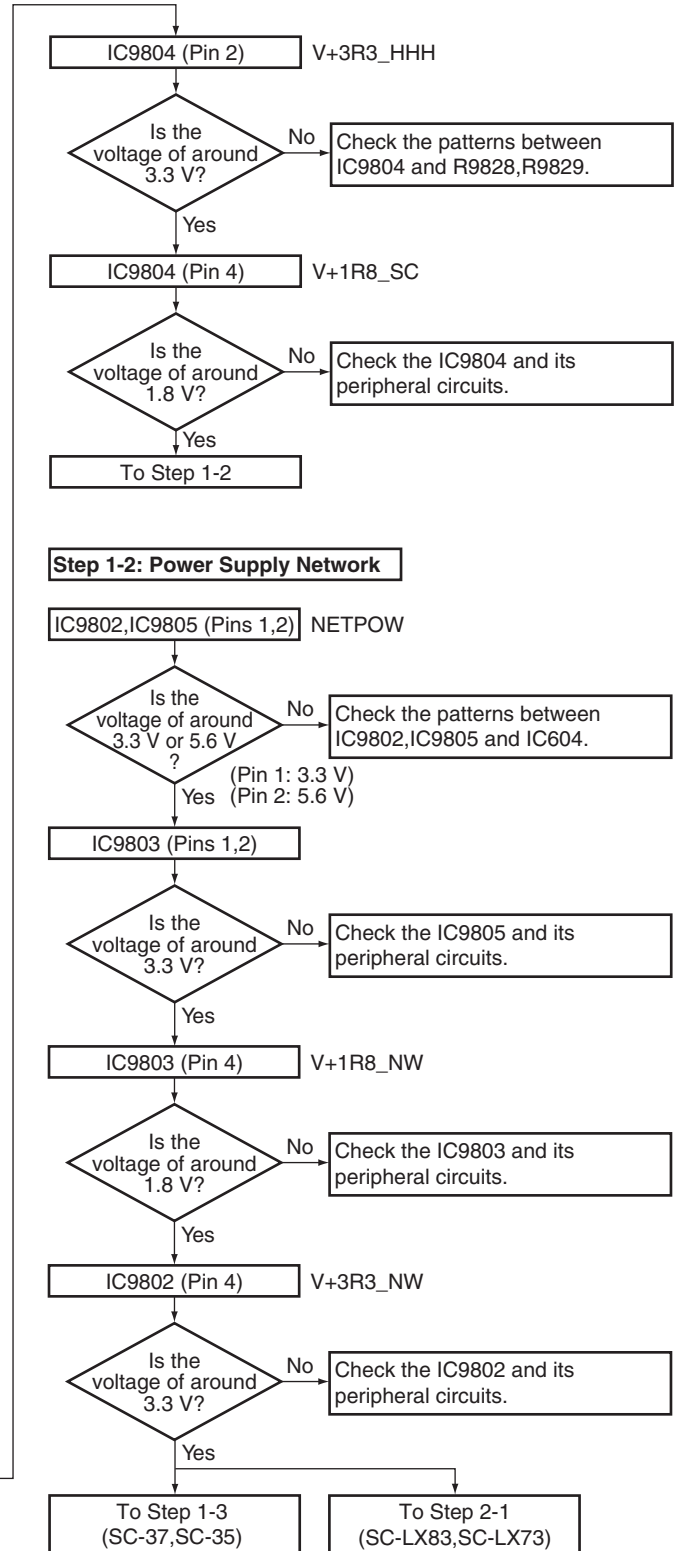 IC9804 (Pin 2) V+3R3_HHH
Is the
voltage of around
3.3 V?
No
Check the patterns between
IC9804 and R9828,R9829.
Yes
IC9804 (Pin 4) V+1R8_SC
Is the
voltage of around
1.8 V?
No
Check the IC9804 and its
peripheral circuits.
Yes
To Step 1-2
Step 1-2: Power Supply Network
IC9802,IC9805 (Pins 1,2) NETPOW
Is the
voltage of around
3.3 V or 5.6 V
?
No
Check the patterns between
IC9802,IC9805 and IC604.
(Pin 1: 3.3 V)
(Pin 2: 5.6 V)
Yes
IC9803 (Pins 1,2)
Is the
voltage of around
3.3 V?
No
Check the IC9805 and its
peripheral circuits.
Yes
IC9803 (Pin 4) V+1R8_NW
Is the
voltage of around
1.8 V?
No
Check the IC9803 and its
peripheral circuits.
Yes
IC9802 (Pin 4) V+3R3_NW
Is the
voltage of around
3.3 V?
No
Check the IC9802 and its
peripheral circuits.
Yes
To Step 1-3
(SC-37,SC-35)
To Step 2-1
(SC-LX83,SC-LX73)